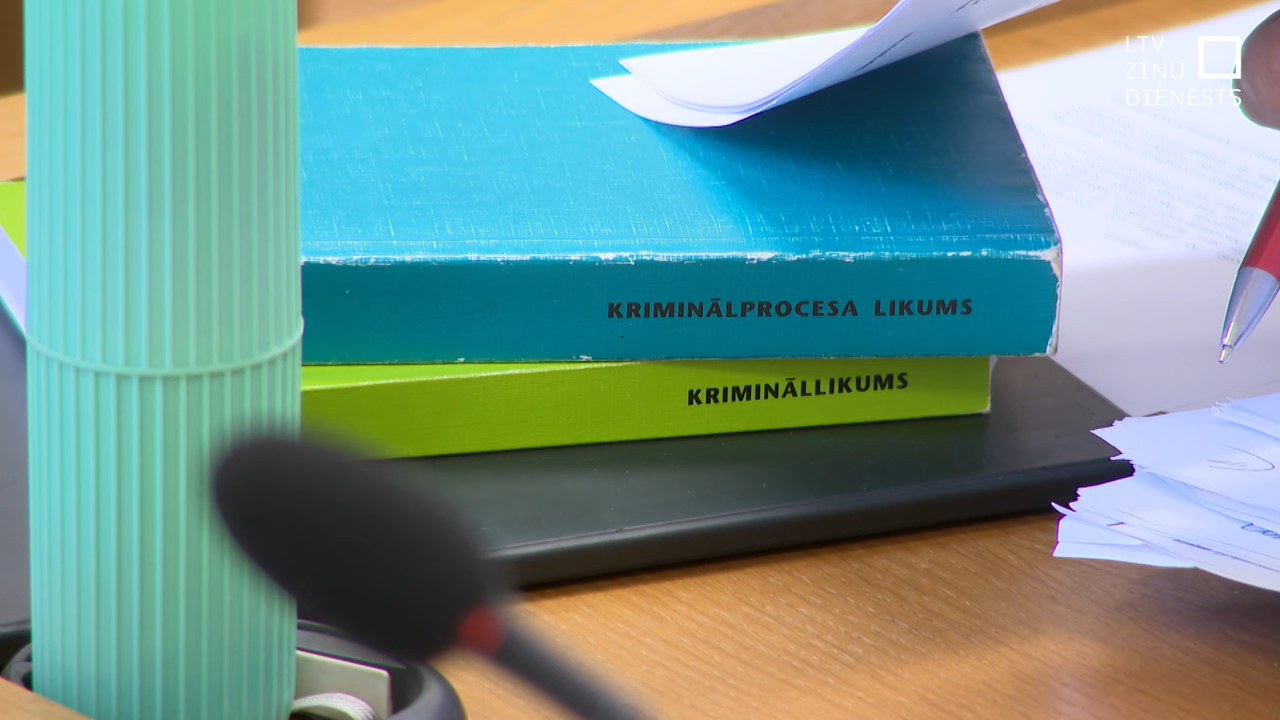 LTV
ZIŅU
DIENESTS
KRIMINĀLPROCESA LIKUMS
KRIMINĀLLIKUMS